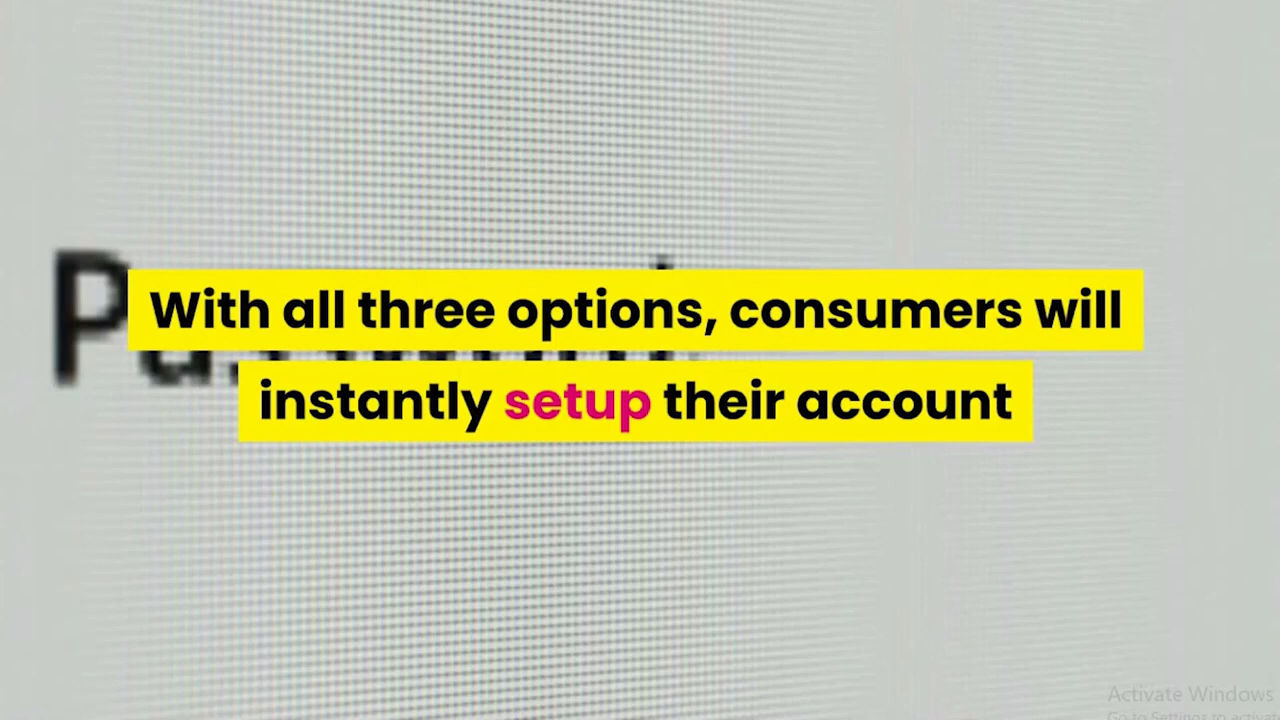 With all three options, consumers will
instantly setup their account
Activate Windows